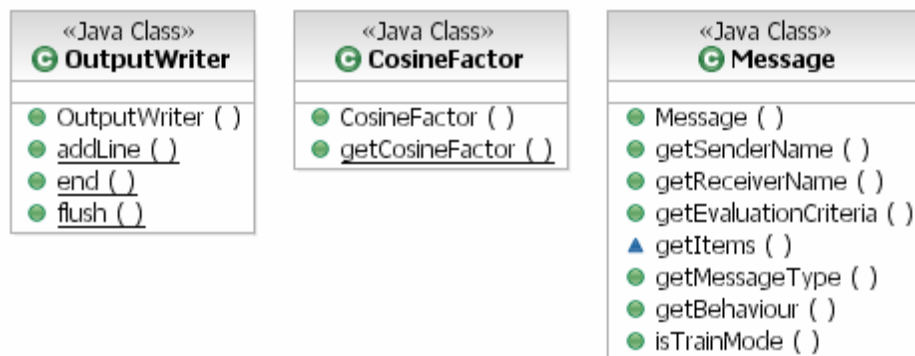 «Java Class»
OutputWriter
OutputWriter ( )
addLine ( )
end ( )
flush ( )
«Java Class»
CosineFactor
CosineFactor ( )
getCosineFactor ( )
«Java Class»
Message
Message ( )
getSenderName ( )
getReceiverName ( )
getEvaluationCriteria ( )
getItems ( )
getMessageType ( )
getBehaviour ( )
isTrainMode ( )